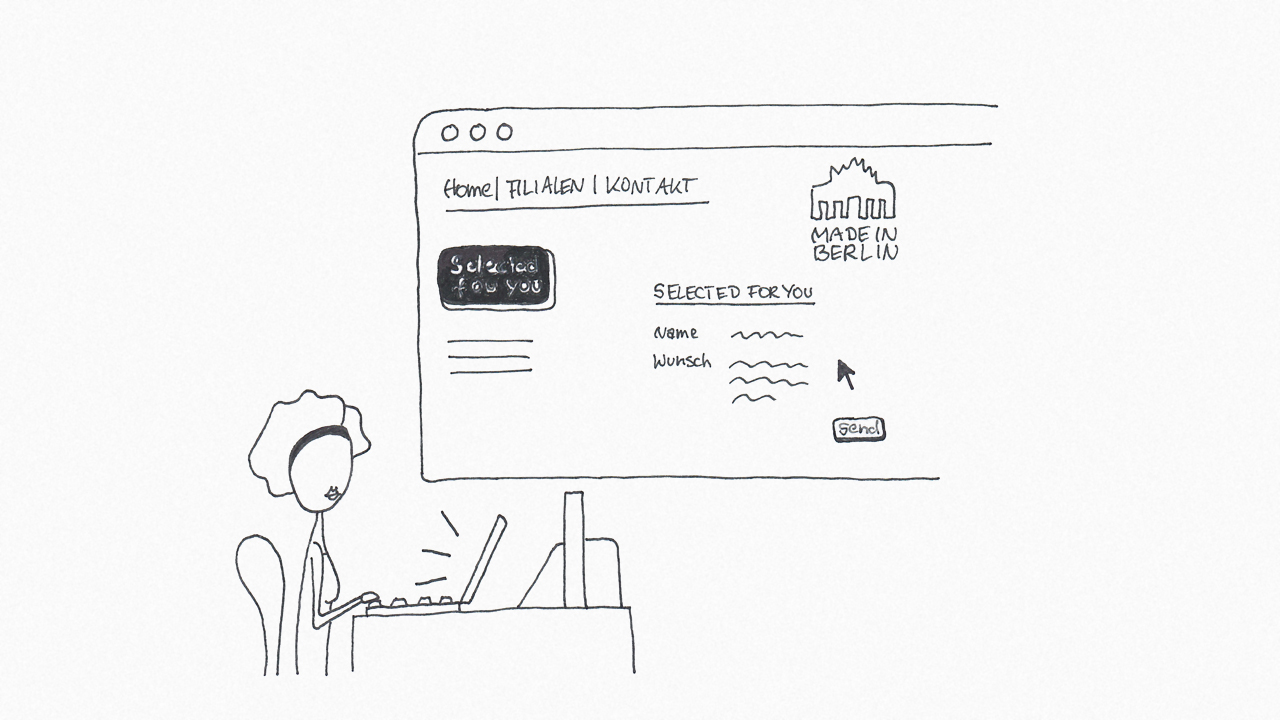 Home | FILIALEN | KONTAKT
MADE IN
BERLIN
Selected
for you
SELECTED FOR YOU
Name
Wunsch
Send